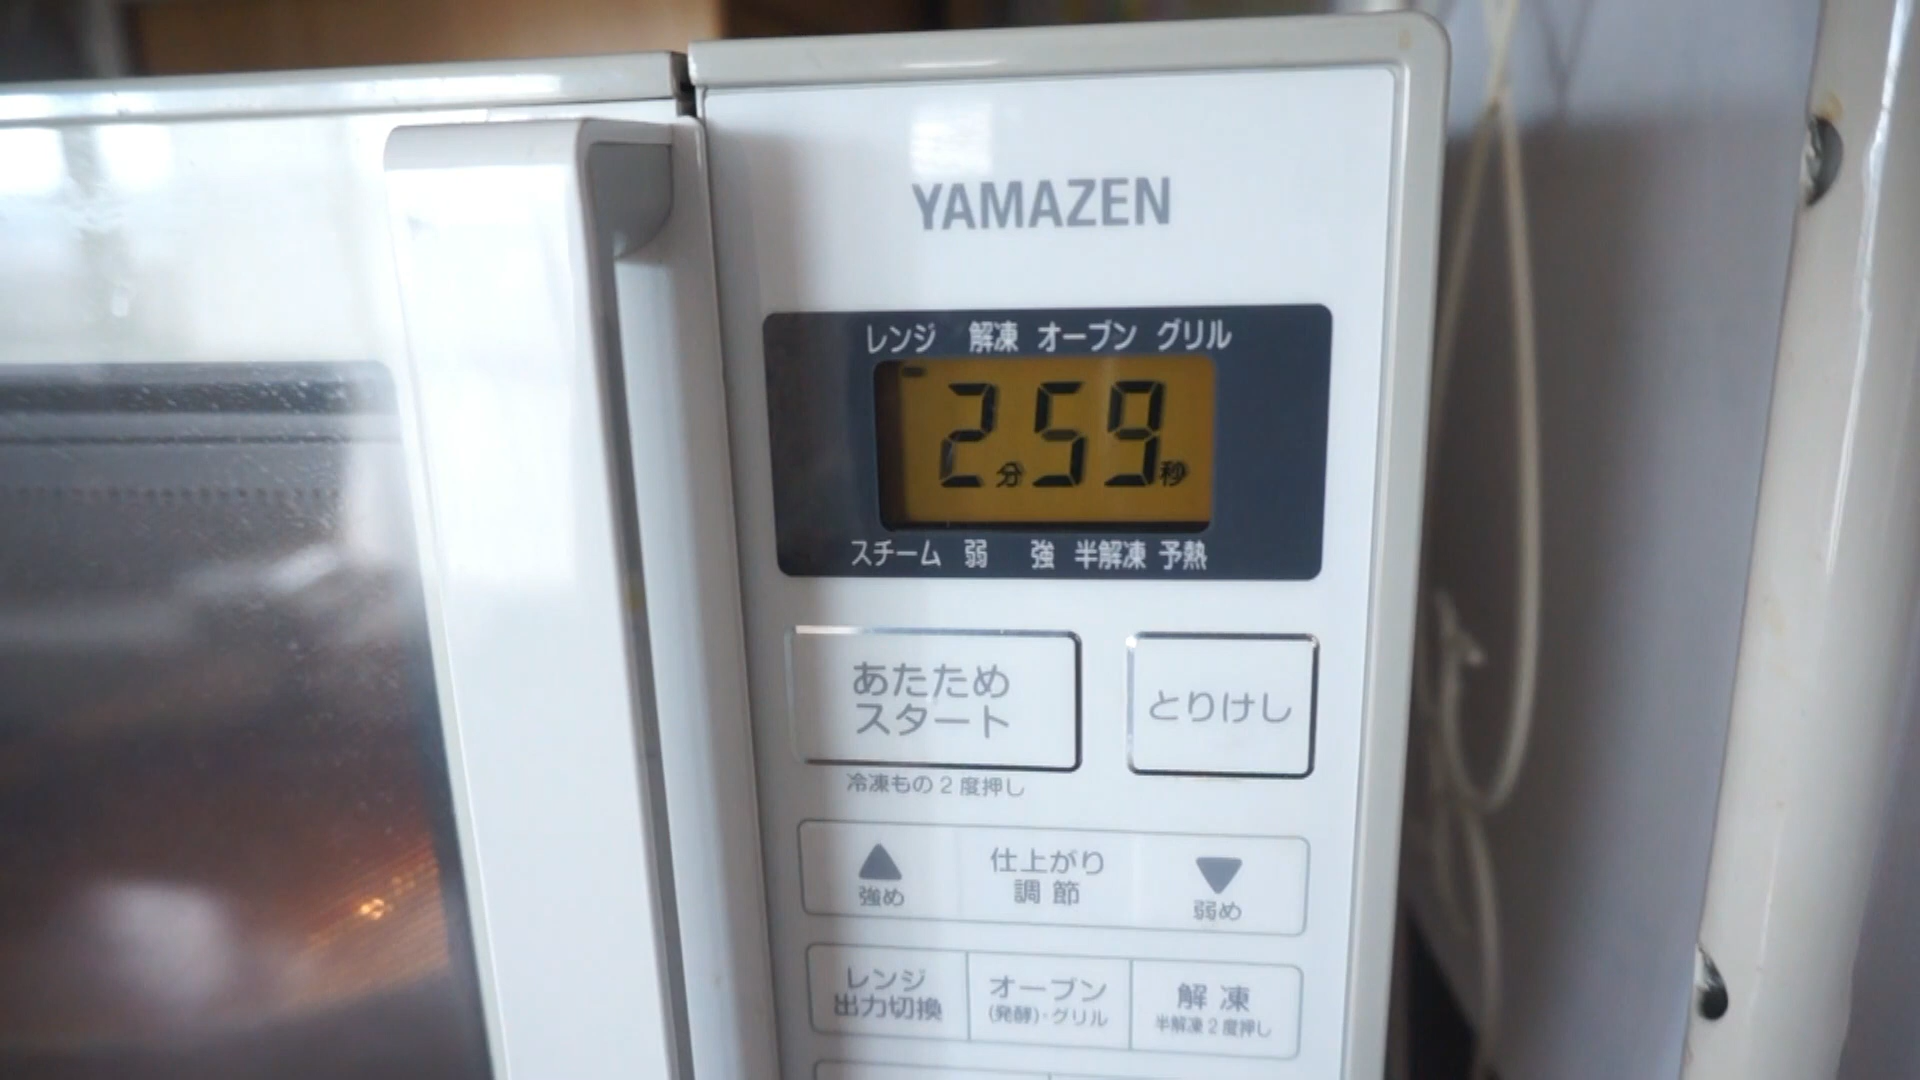 YAMAZEN
レンジ 解凍 オーブン グリル
2分59秒
スチーム 弱 強 半解凍 予熱
あたため
スタート
とりけし
冷凍もの2度押し
▲
強め
仕上がり
調節
▼
弱め
レンジ
出力切換
オーブン
(発酵)・グリル
解凍
半解凍2度押し